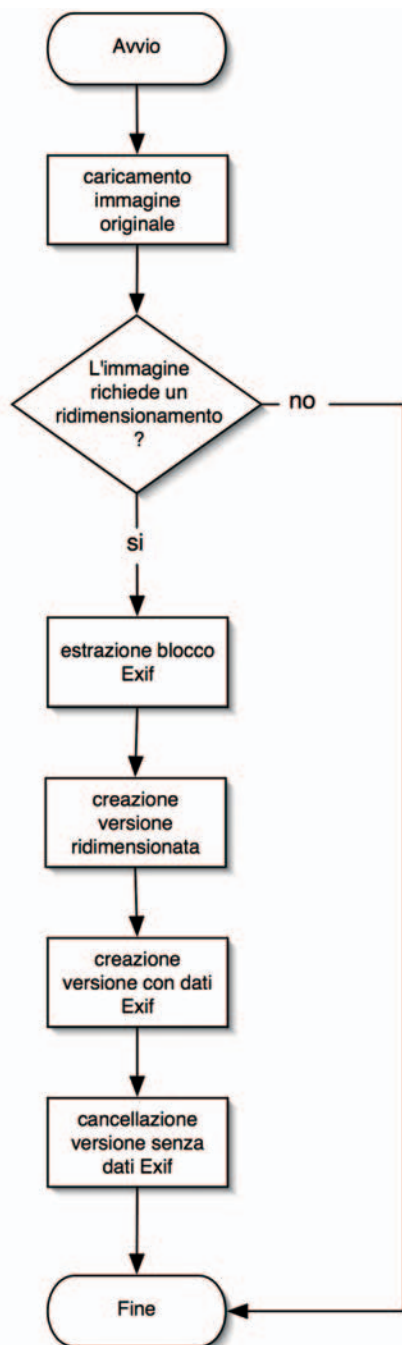 Avvio
caricamento
immagine
originale
L'immagine
richiede un
ridimensionamento
?
no
si
estrazione blocco
Exif
creazione
versione
ridimensionata
creazione
versione con dati
Exif
cancellazione
versione senza
dati Exif
Fine